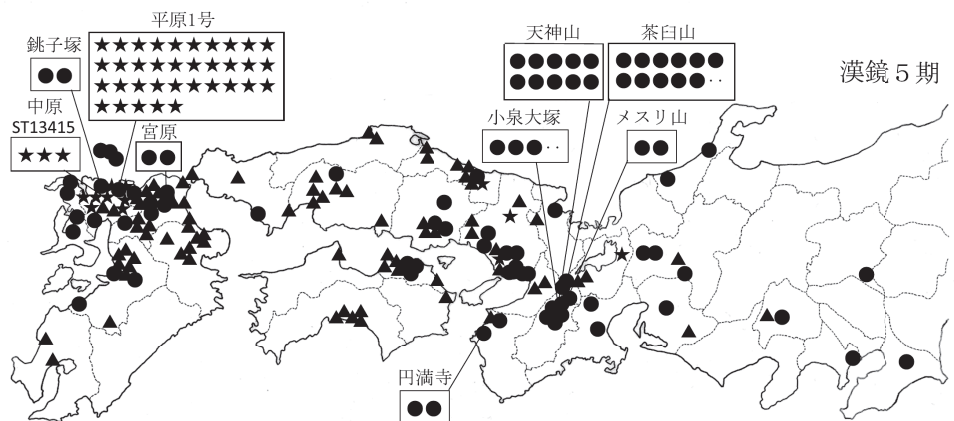 平原1号
銚子塚
中原
ST13415
宮原
天神山
茶臼山
漢鏡5期
小泉大塚
メスリ山
円満寺